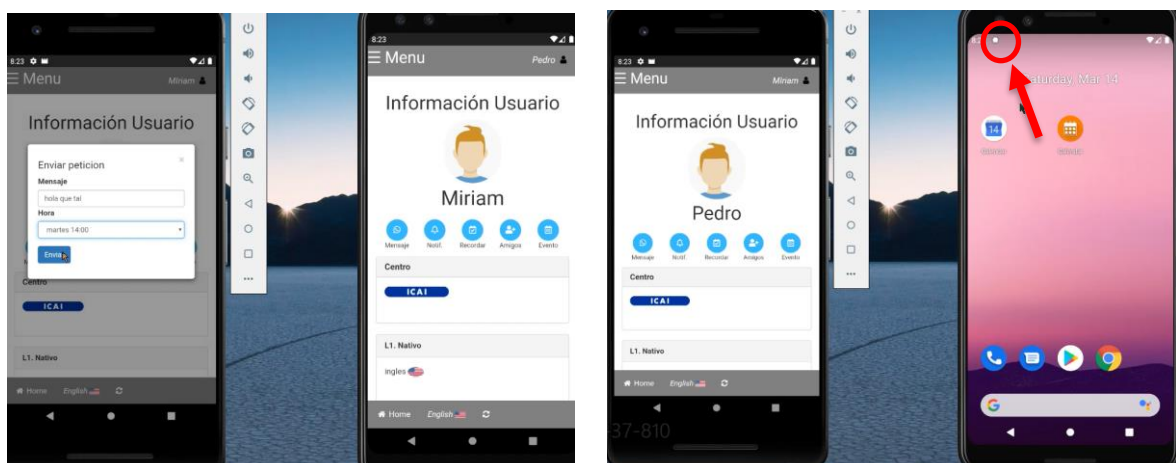 8:23
Menu
Miriam
Información Usuario
Enviar peticion
×
Mensaje
hola que tal
Hora
martes 14:00
Enviar
Centro
ICAI
L1. Nativo
Home English
8:23
Menu
Pedro
Información Usuario
Miriam
Mensaje Notif. Recordar Amigos Evento
Centro
ICAI
L1. Nativo
ingles
Home English
8:23
Menu
Miriam
Información Usuario
Pedro
Mensaje Notif. Recordar Amigos Evento
Centro
ICAI
L1. Nativo
Home English
37-810
Saturday, Mar 14
14
Calendar
Calendar
G